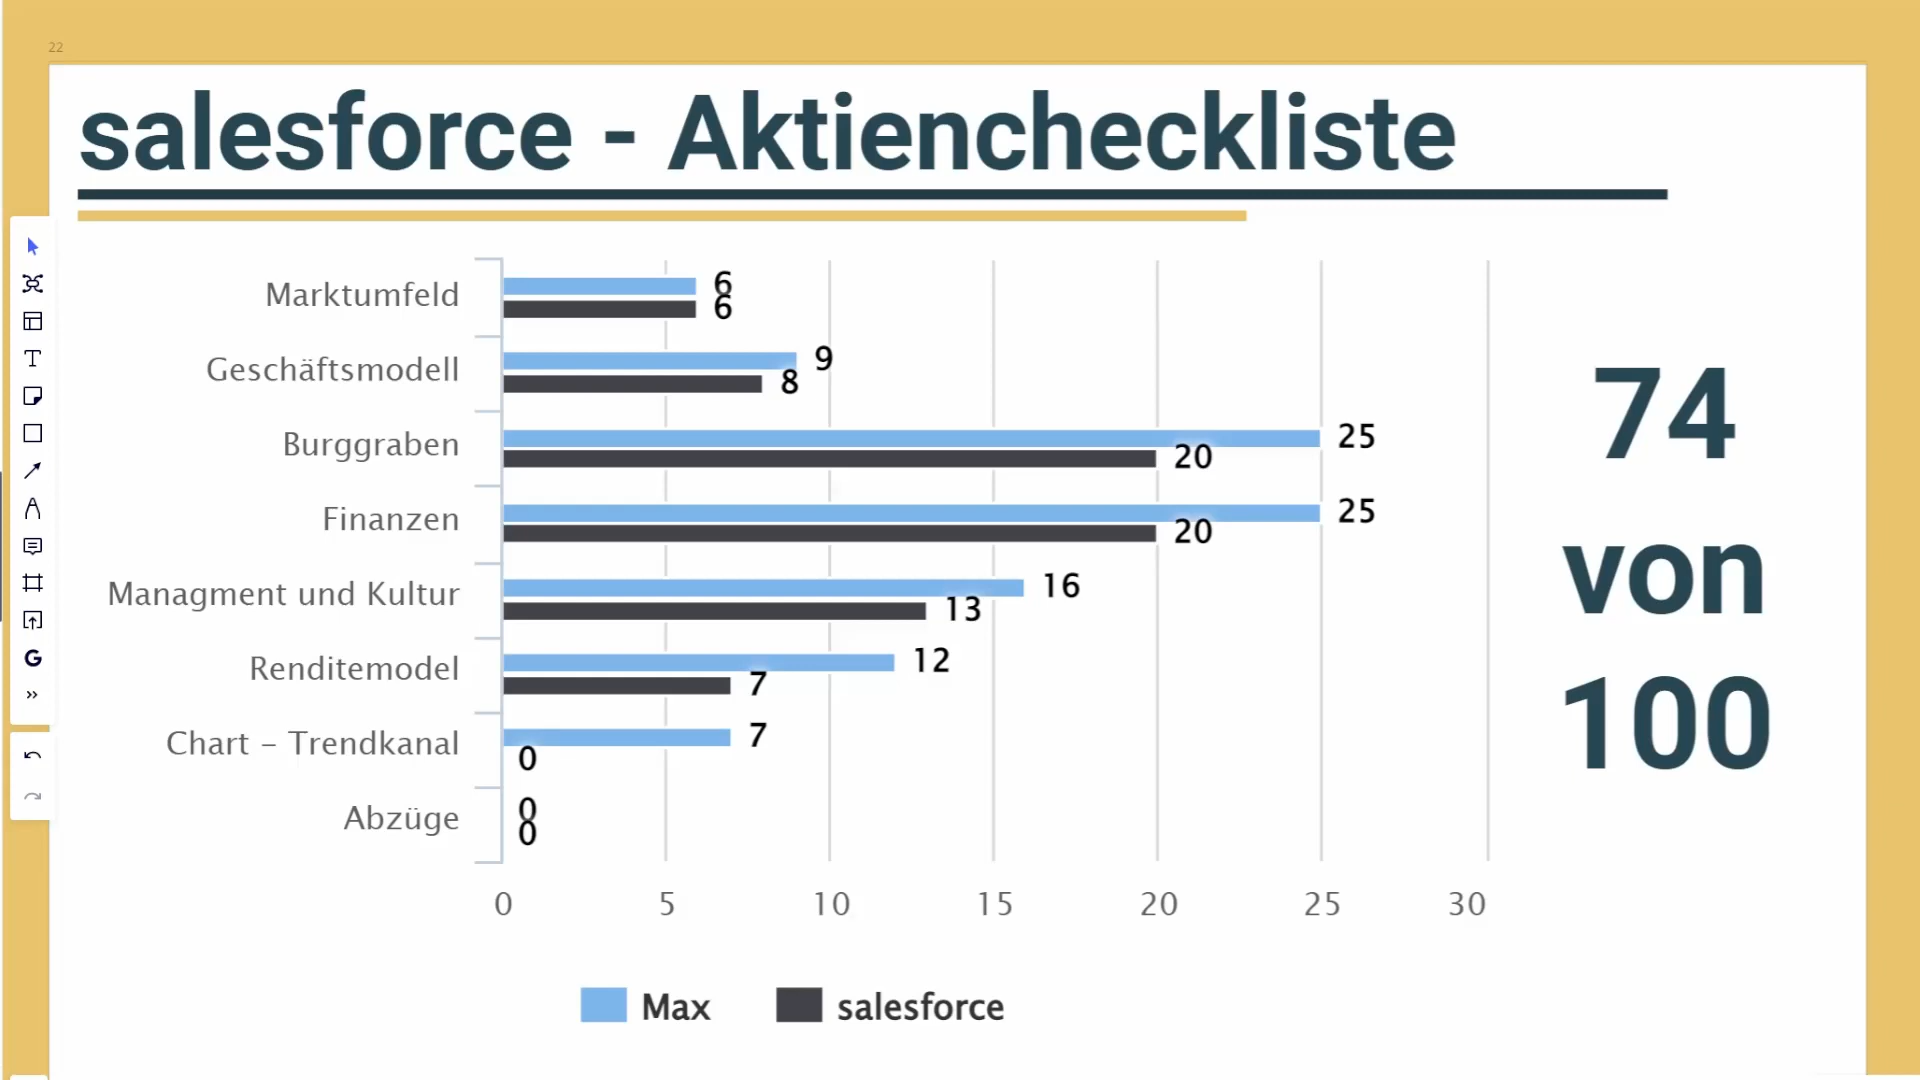 22
salesforce - Aktiencheckliste
Marktumfeld
6
6
Geschäftsmodell
9
8
Burggraben
25
20
Finanzen
25
20
Managment und Kultur
16
13
Renditemodel
12
7
Chart – Trendkanal
7
0
Abzüge
0
0
0 5 10 15 20 25 30
Max salesforce
74
von
100